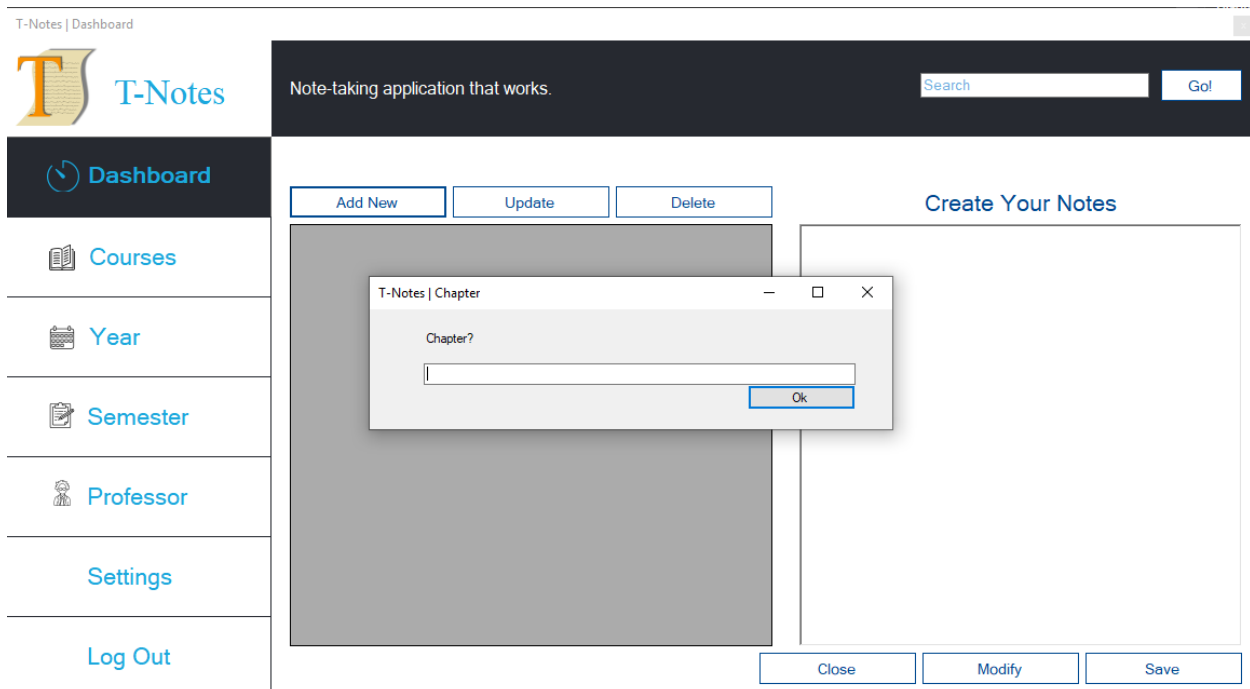 T-Notes | Dashboard
T
T-Notes
Note-taking application that works.
Search
Go!
Dashboard
Courses
Year
Semester
Professor
Settings
Log Out
Add New
Update
Delete
Create Your Notes
T-Notes | Chapter
Chapter?
Ok
Close
Modify
Save